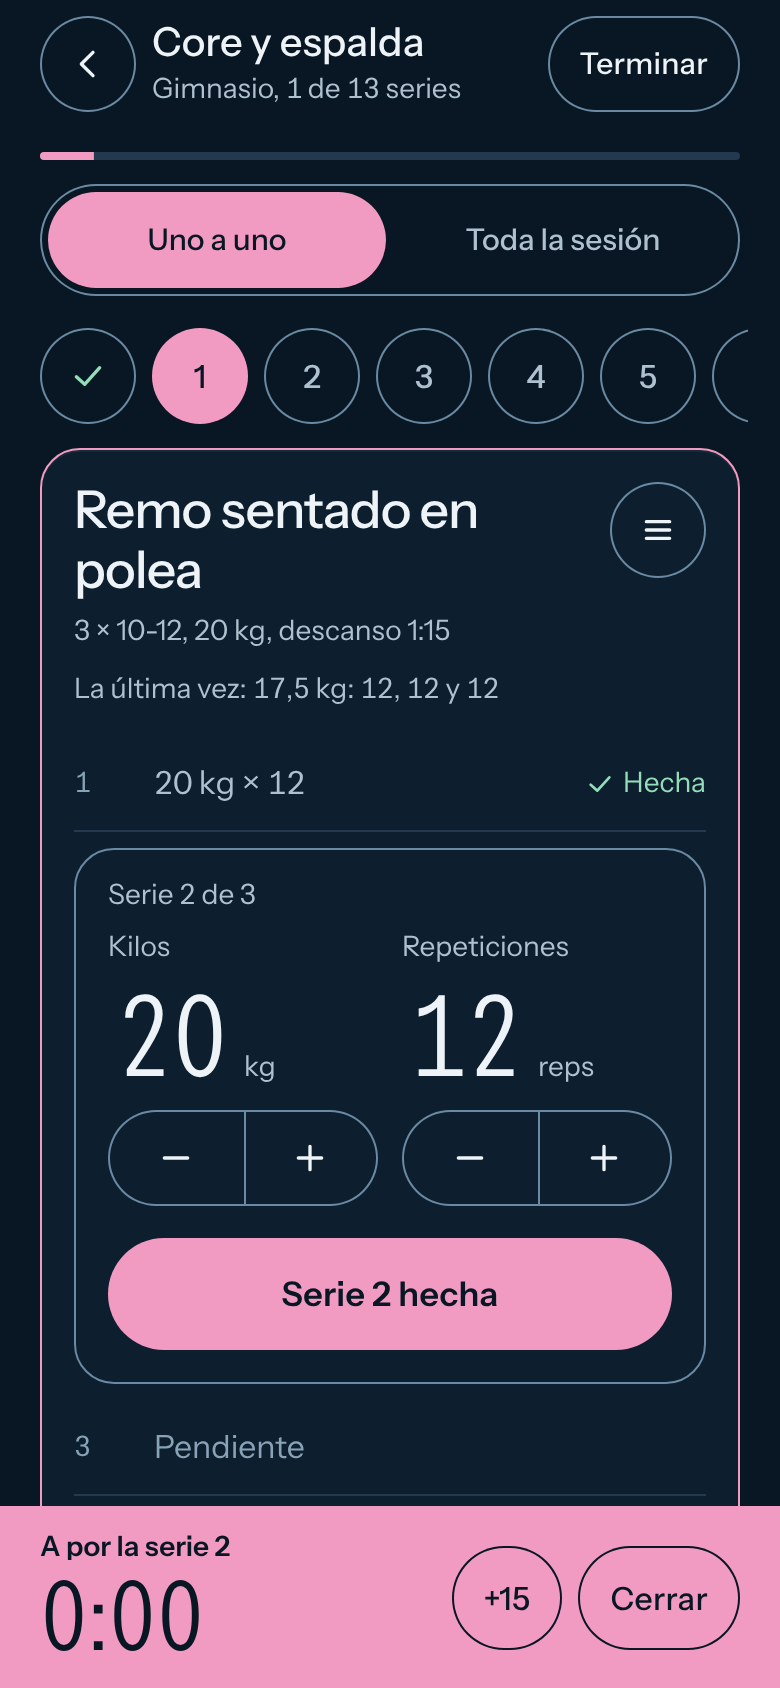 Core y espalda
Gimnasio, 1 de 13 series
Terminar
Uno a uno
Toda la sesión
1
2
3
4
5
Remo sentado en
polea
3 × 10-12, 20 kg, descanso 1:15
La última vez: 17,5 kg: 12, 12 y 12
1 20 kg × 12 Hecha
Serie 2 de 3
Kilos
Repeticiones
20 kg
12 reps
− +
− +
Serie 2 hecha
3 Pendiente
A por la serie 2
0:00
+15
Cerrar